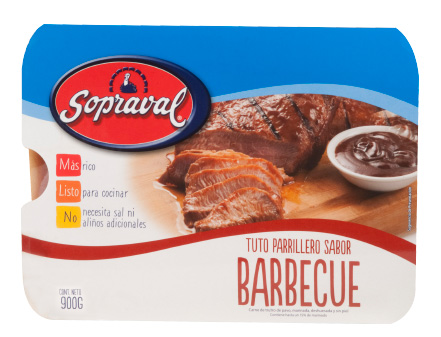 Sopraval
Más rico
Listo para cocinar
No necesita sal ni
aliños adicionales
TUTO PARRILLERO SABOR
BARBECUE
CONT. NETO
900G